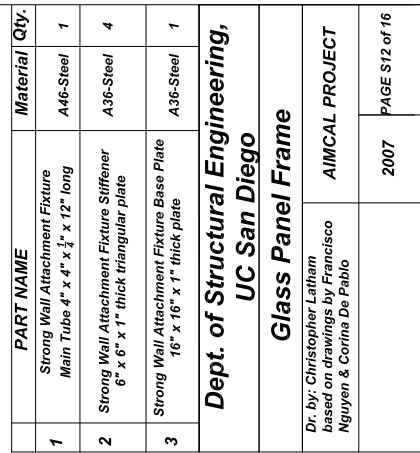 PART NAME Material Qty.
1 Strong Wall Attachment Fixture A46-Steel 1
Main Tube 4" x 4" x 1/4" x 12" long
2 Strong Wall Attachment Fixture Stiffener A36-Steel 4
6" x 6" x 1" thick triangular plate
3 Strong Wall Attachment Fixture Base Plate A36-Steel 1
16" x 16" x 1" thick plate
Dept. of Structural Engineering,
UC San Diego
Glass Panel Frame
Dr. by: Christopher Latham
based on drawings by Francisco
Nguyen & Corina De Pablo
AIMCAL PROJECT
2007
PAGE S12 of 16